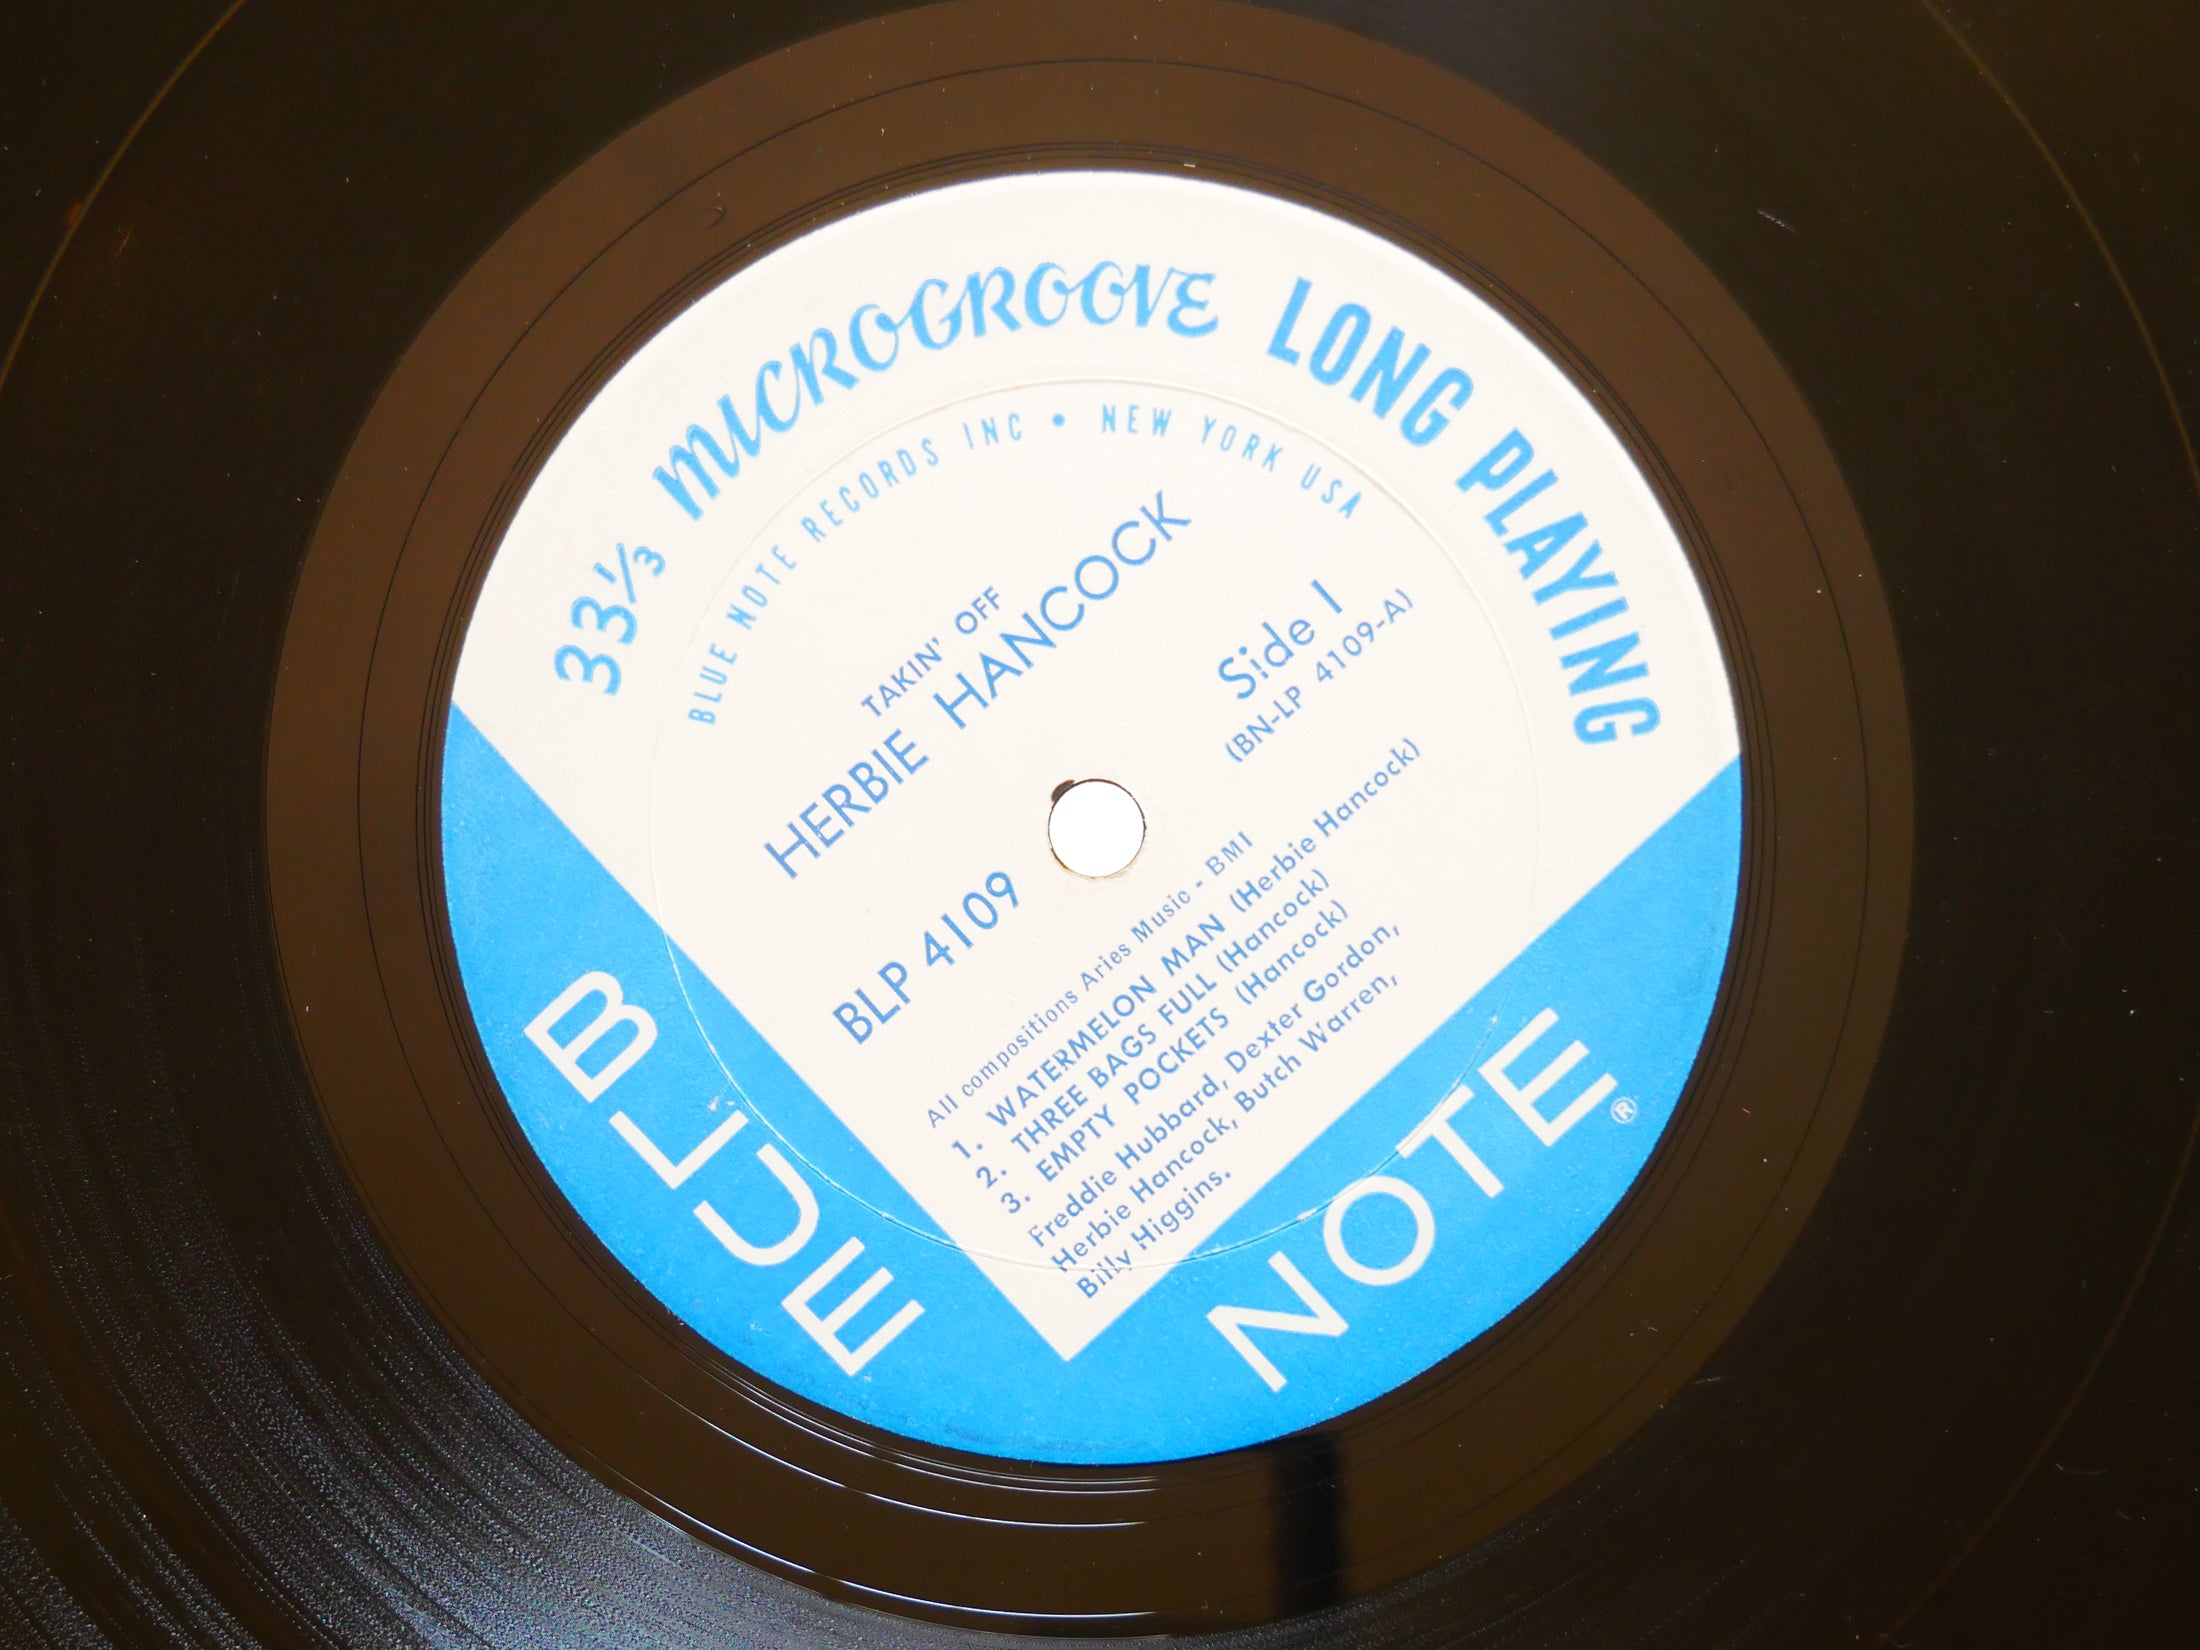 33 1/3 MICROGROOVE LONG PLAYING
BLUE NOTE RECORDS INC • NEW YORK USA
TAKIN' OFF
HERBIE HANCOCK
Side 1
(BN-LP 4109-A)
BLP 4109
All compositions Aries Music - BMI
1. WATERMELON MAN (Herbie Hancock)
2. THREE BAGS FULL (Hancock)
3. EMPTY POCKETS (Hancock)
Freddie Hubbard, Dexter Gordon,
Herbie Hancock, Butch Warren,
Billy Higgins.
BLUE NOTE ®